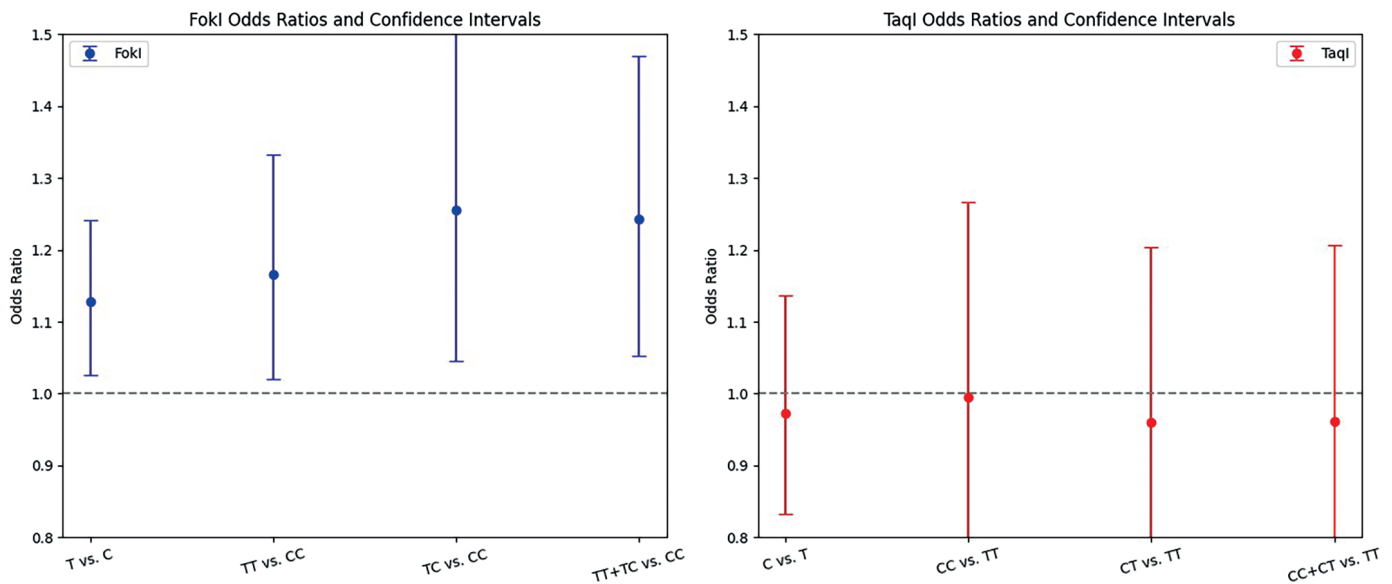 FokI Odds Ratios and Confidence Intervals
FokI
Odds Ratio
1.5
1.4
1.3
1.2
1.1
1.0
0.9
0.8
T vs. C
TT vs. CC
TC vs. CC
TT+TC vs. CC
TaqI Odds Ratios and Confidence Intervals
TaqI
Odds Ratio
1.5
1.4
1.3
1.2
1.1
1.0
0.9
0.8
C vs. T
CC vs. TT
CT vs. TT
CC+CT vs. TT